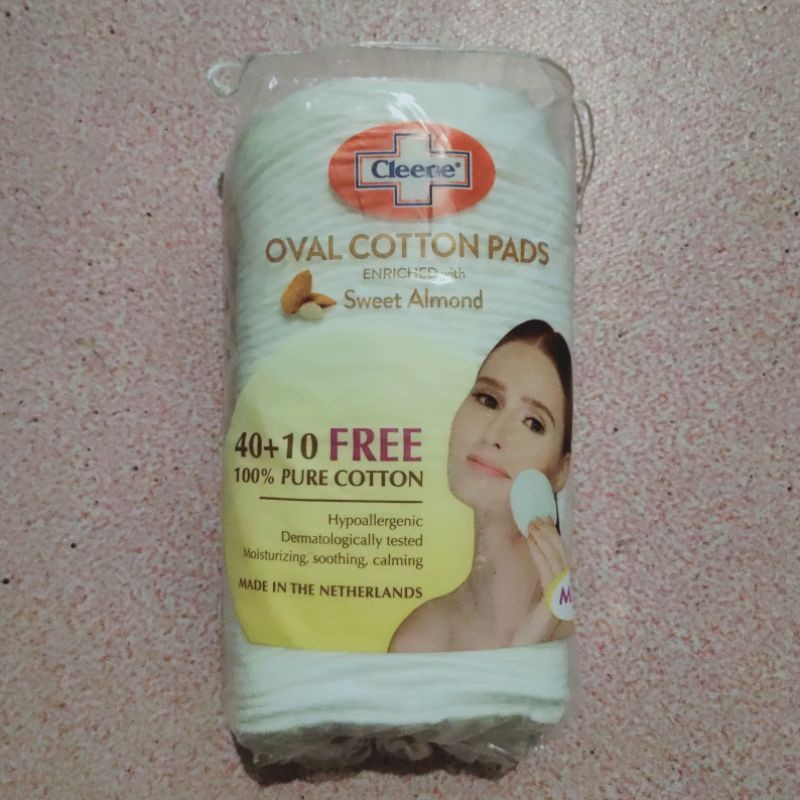 Cleene®
OVAL COTTON PADS
ENRICHED with
Sweet Almond
40+10 FREE
100% PURE COTTON
Hypoallergenic
Dermatologically tested
Moisturizing, soothing, calming
MADE IN THE NETHERLANDS